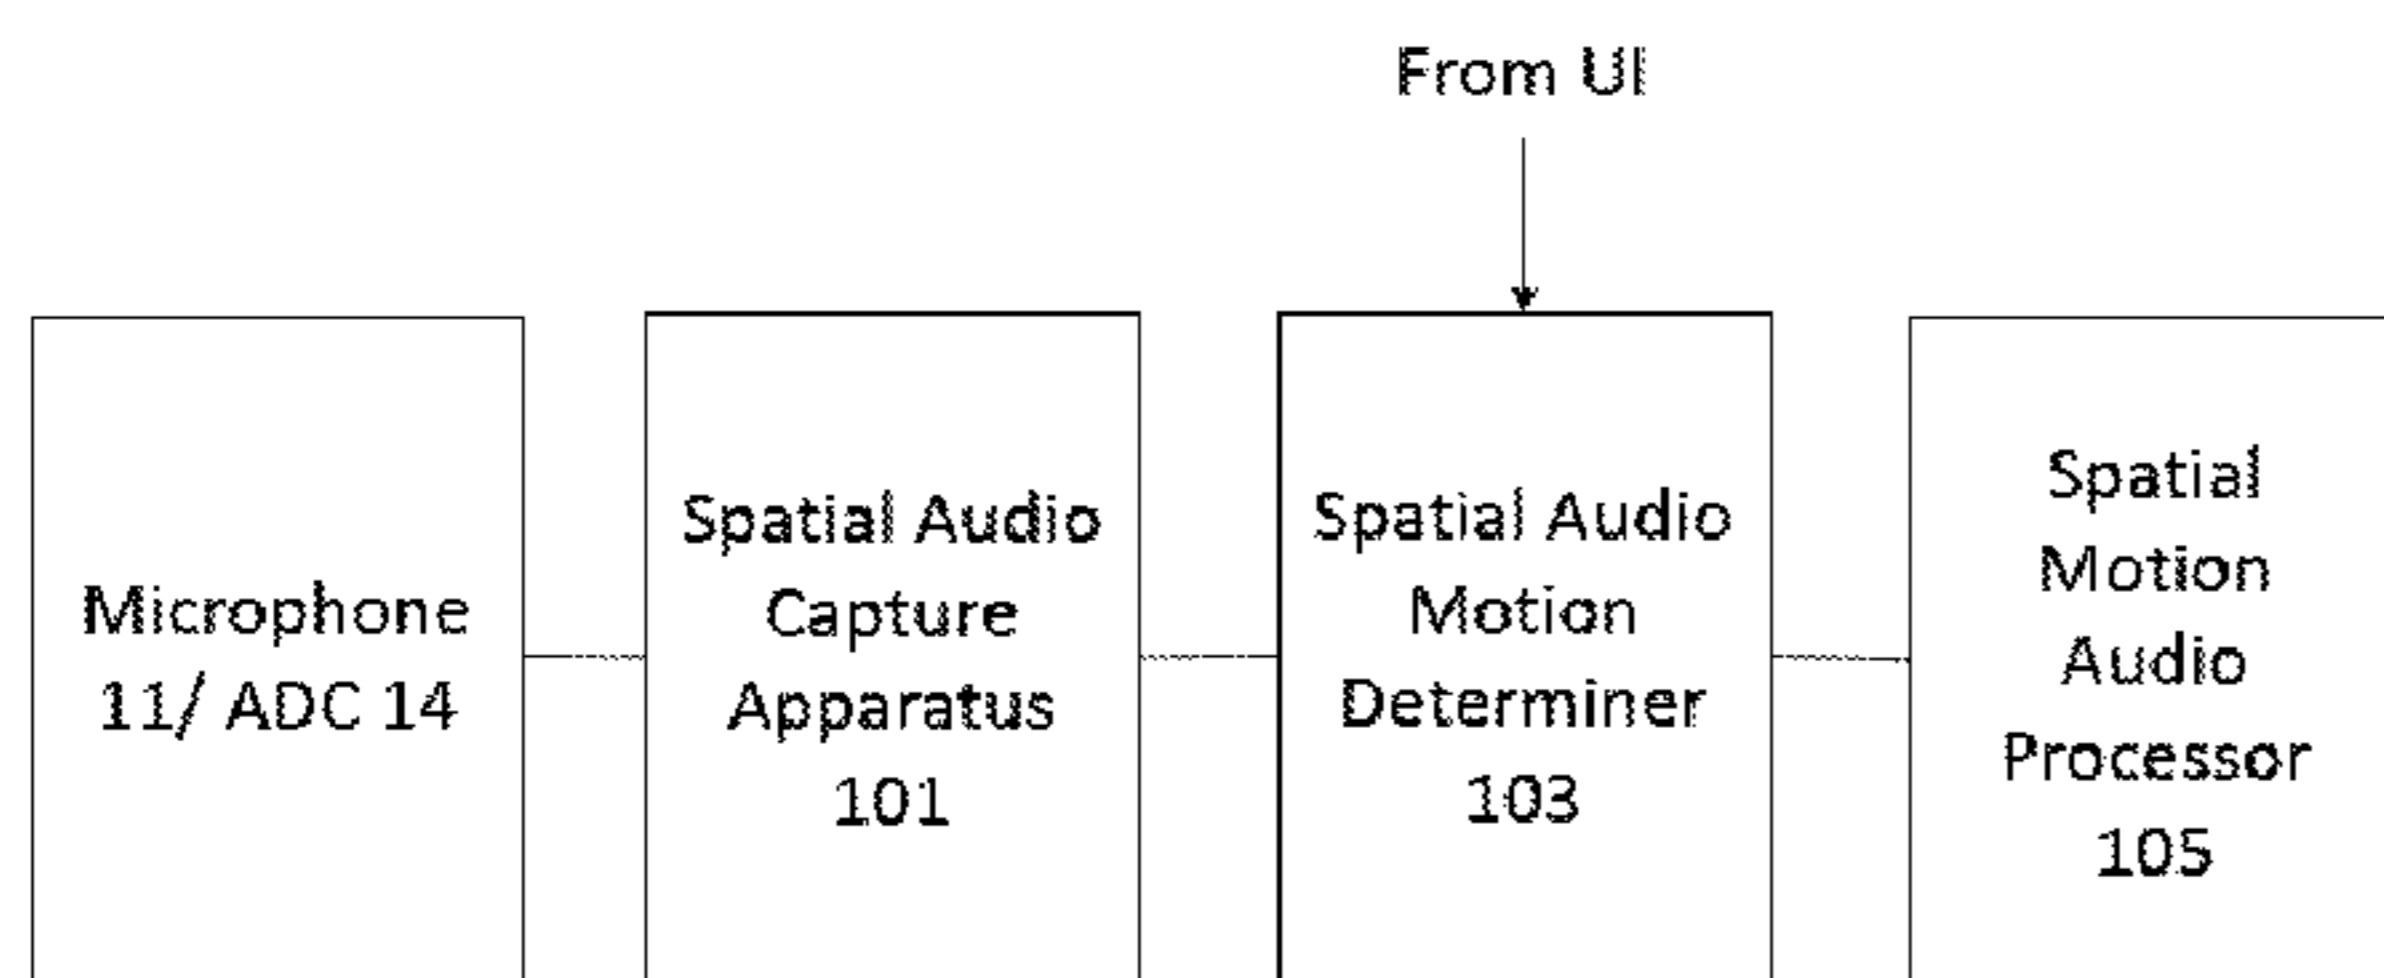 From UI
Microphone
11/ ADC 14
Spatial Audio
Capture
Apparatus
101
Spatial Audio
Motion
Determiner
103
Spatial
Motion
Audio
Processor
105